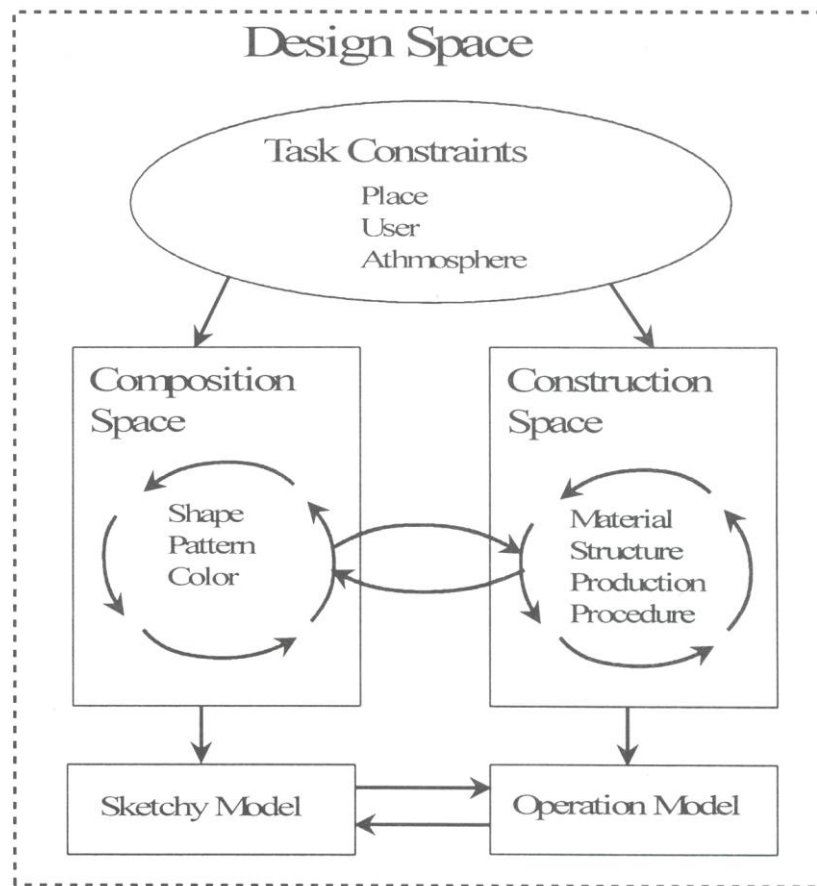 Design Space
Task Constraints
Place
User
Athmosphere
Composition
Space
Shape
Pattern
Color
Construction
Space
Material
Structure
Production
Procedure
Sketchy Model
Operation Model